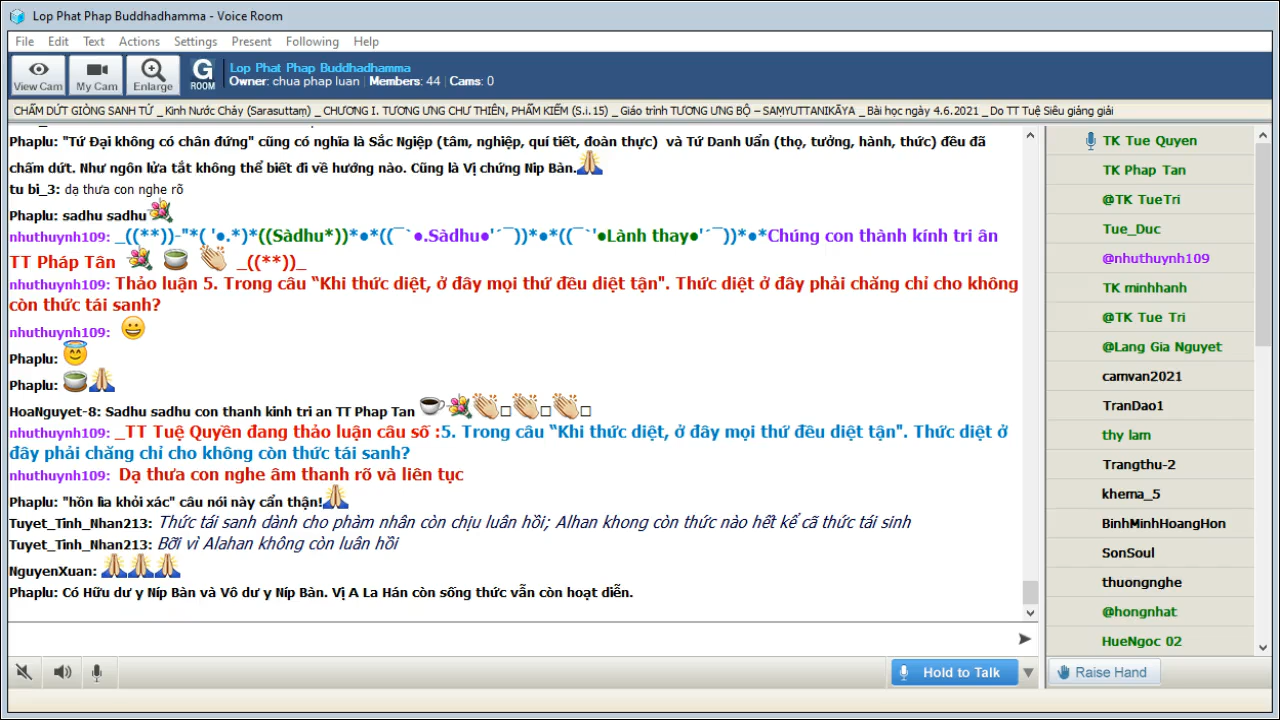 Lop Phat Phap Buddhadhamma - Voice Room
File Edit Text Actions Settings Present Following Help
View Cam My Cam Enlarge G ROOM
Lop Phat Phap Buddhadhamma
Owner: chua phap luan | Members: 44 | Cams: 0
CHẤM DỨT GIÒNG SANH TỬ _Kinh Nước Chảy (Sarasuttaṃ) _CHƯƠNG I. TƯƠNG ƯNG CHƯ THIÊN, PHẨM KIẾM (S.i.15) _Giáo trình TƯƠNG ƯNG BỘ – SAṂYUTTANIKĀYA _Bài học ngày 4.6.2021 _Do TT Tuệ Siêu giảng giải
Phaplu: "Tứ Đại không có chân đứng" cũng có nghĩa là Sắc Ngiệp (tâm, nghiệp, quí tiết, đoàn thực) và Tứ Danh Uẩn (thọ, tưởng, hành, thức) đều đã
chấm dứt. Như ngôn lửa tắt không thể biết đi về hướng nào. Cũng là Vị chứng Nip Bàn.🙏
tu bi_3: dạ thưa con nghe rõ
Phaplu: sadhu sadhu💐
nhuthuynh109: _((**))-"*( '●.*)*((Sàdhu*))*●*((¯`●.Sàdhu●'´¯))*●*((¯`'●Lành thay●'´¯))*●*Chúng con thành kính tri ân
TT Pháp Tân 💐 🍵 👏 _((**))_
nhuthuynh109: Thảo luận 5. Trong câu “Khi thức diệt, ở đây mọi thứ đều diệt tận". Thức diệt ở đây phải chăng chỉ cho không
còn thức tái sanh?
nhuthuynh109: 😀
Phaplu: 😇
Phaplu: 🍵🙏
HoaNguyet-8: Sadhu sadhu con thanh kinh tri an TT Phap Tan ☕💐👏□👏□👏□
nhuthuynh109: _TT Tuệ Quyền đang thảo luận câu số :5. Trong câu “Khi thức diệt, ở đây mọi thứ đều diệt tận". Thức diệt ở
đây phải chăng chỉ cho không còn thức tái sanh?
nhuthuynh109: Dạ thưa con nghe âm thanh rõ và liên tục
Phaplu: "hồn lìa khỏi xác" câu nói này cẩn thận!🙏
Tuyet_Tinh_Nhan213: Thức tái sanh dành cho phàm nhân còn chịu luân hồi; Alhan khong còn thức nào hết kể cã thức tái sinh
Tuyet_Tinh_Nhan213: Bỡi vì Alahan không còn luân hồi
NguyenXuan: 🙏🙏🙏
Phaplu: Có Hữu dư y Níp Bàn và Vô dư y Níp Bàn. Vị A La Hán còn sống thức vẫn còn hoạt diễn.
Hold to Talk
TK Tue Quyen
TK Phap Tan
@TK TueTri
Tue_Duc
@nhuthuynh109
TK minhhanh
@TK Tue Tri
@Lang Gia Nguyet
camvan2021
TranDao1
thy lam
Trangthu-2
khema_5
BinhMinhHoangHon
SonSoul
thuongnghe
@hongnhat
HueNgoc 02
Raise Hand